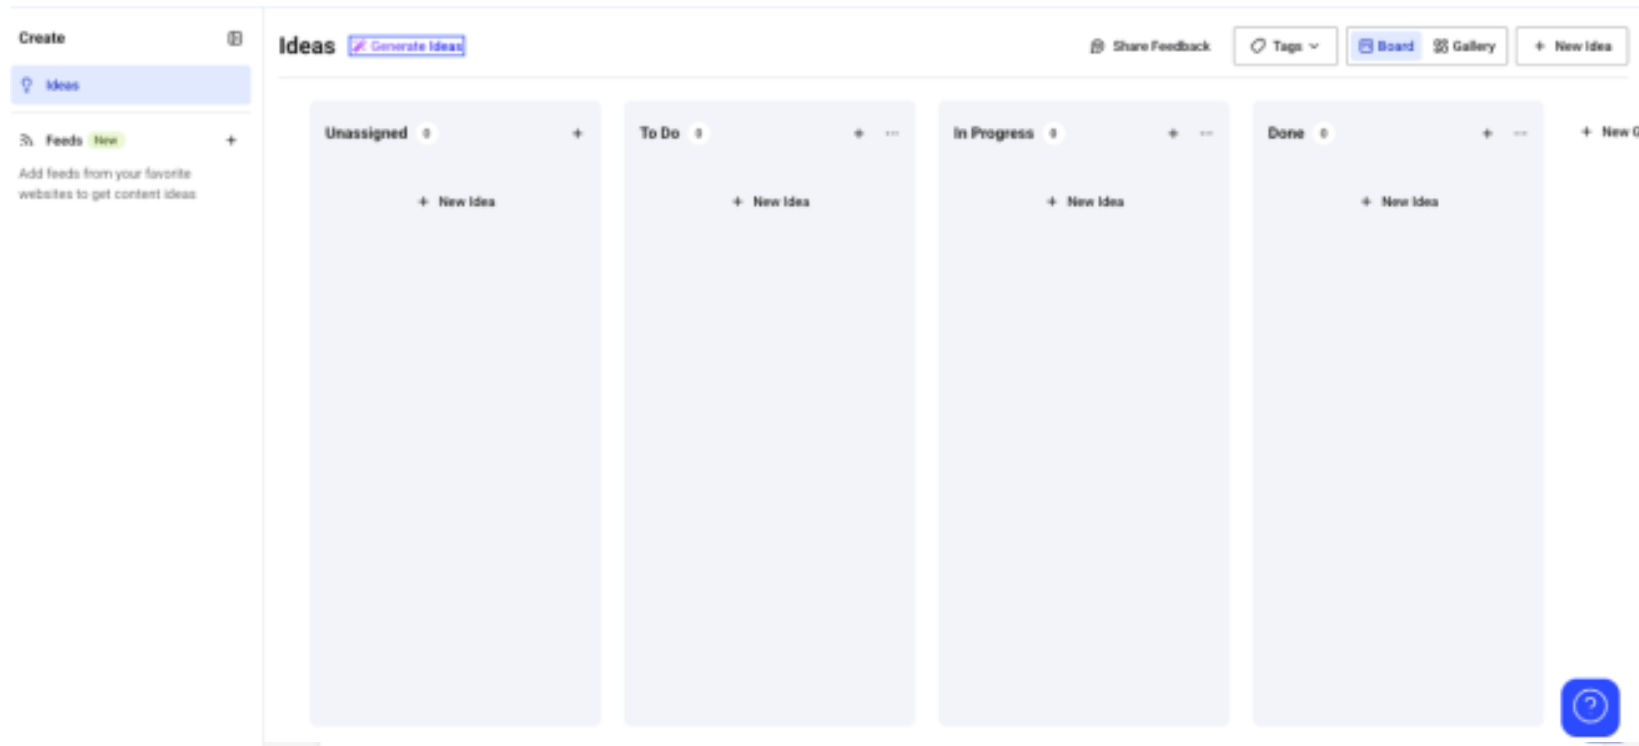 Create
Ideas
Feeds New +
Add feeds from your favorite
websites to get content ideas
Ideas Generate Ideas
Share Feedback
Tags
Board Gallery
+ New Idea
Unassigned 0 +
+ New Idea
To Do 0 + ...
+ New Idea
In Progress 0 + ...
+ New Idea
Done 0 + ...
+ New Idea
+ New
?